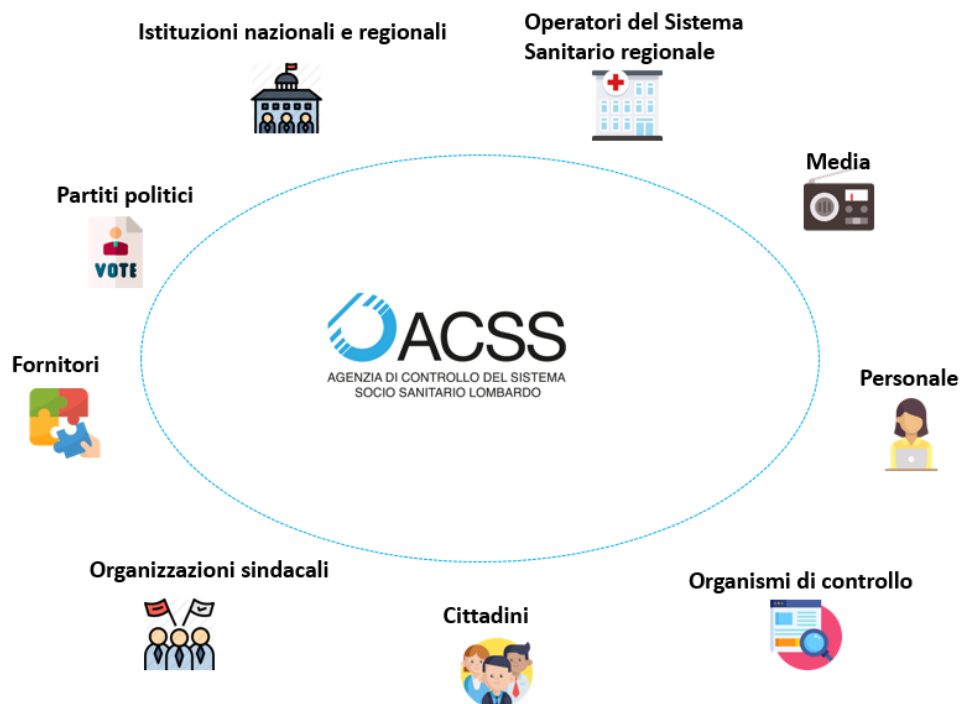 Istituzioni nazionali e regionali
Operatori del Sistema
Sanitario regionale
Media
Partiti politici
VOTE
ACSS
AGENZIA DI CONTROLLO DEL SISTEMA
SOCIO SANITARIO LOMBARDO
Fornitori
Personale
Organizzazioni sindacali
Cittadini
Organismi di controllo